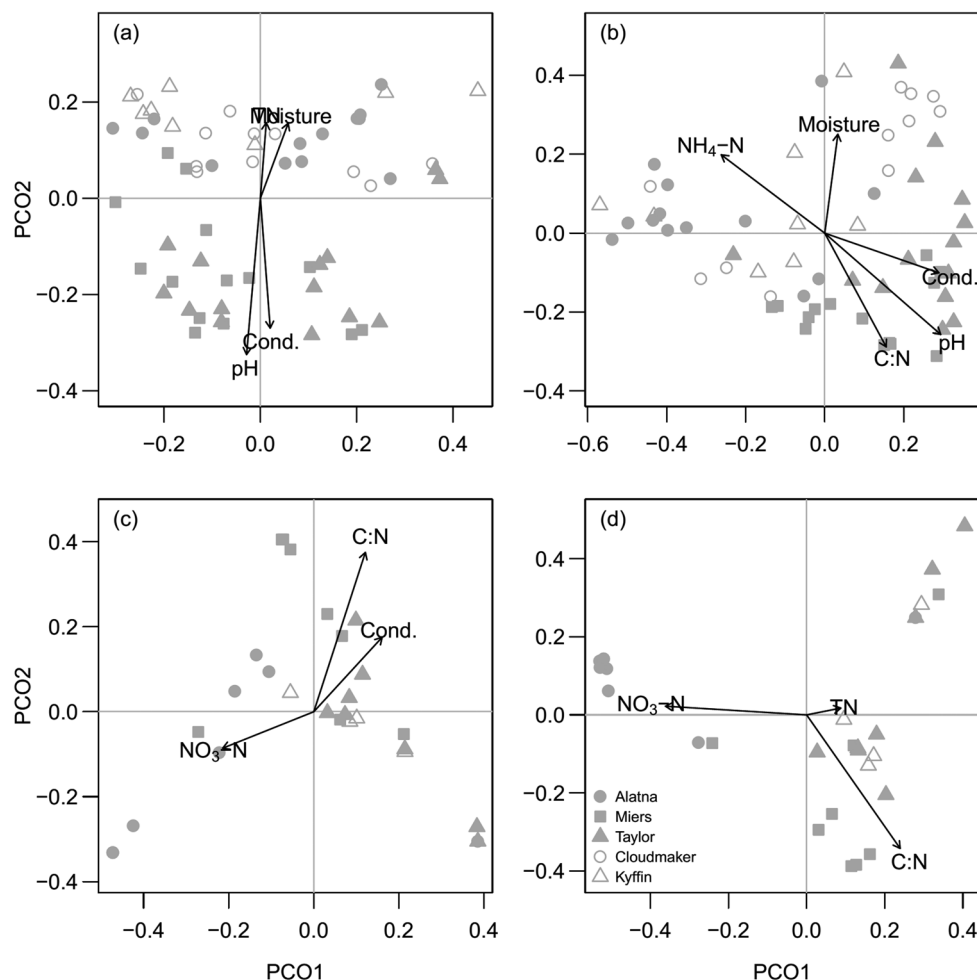 (a)
TN
Moisture
Cond.
pH
PCO2
0.2
0.0
−0.2
−0.4
−0.2
0.0
0.2
0.4
(b)
NH4−N
Moisture
Cond.
pH
C:N
0.4
0.2
0.0
−0.2
−0.4
−0.6
−0.4
−0.2
0.0
0.2
(c)
C:N
Cond.
NO3−N
PCO2
0.4
0.2
0.0
−0.2
−0.4
−0.4
−0.2
0.0
0.2
0.4
PCO1
(d)
NO3−N
TN
C:N
Alatna
Miers
Taylor
Cloudmaker
Kyffin
0.4
0.2
0.0
−0.2
−0.4
−0.4
−0.2
0.0
0.2
0.4
PCO1